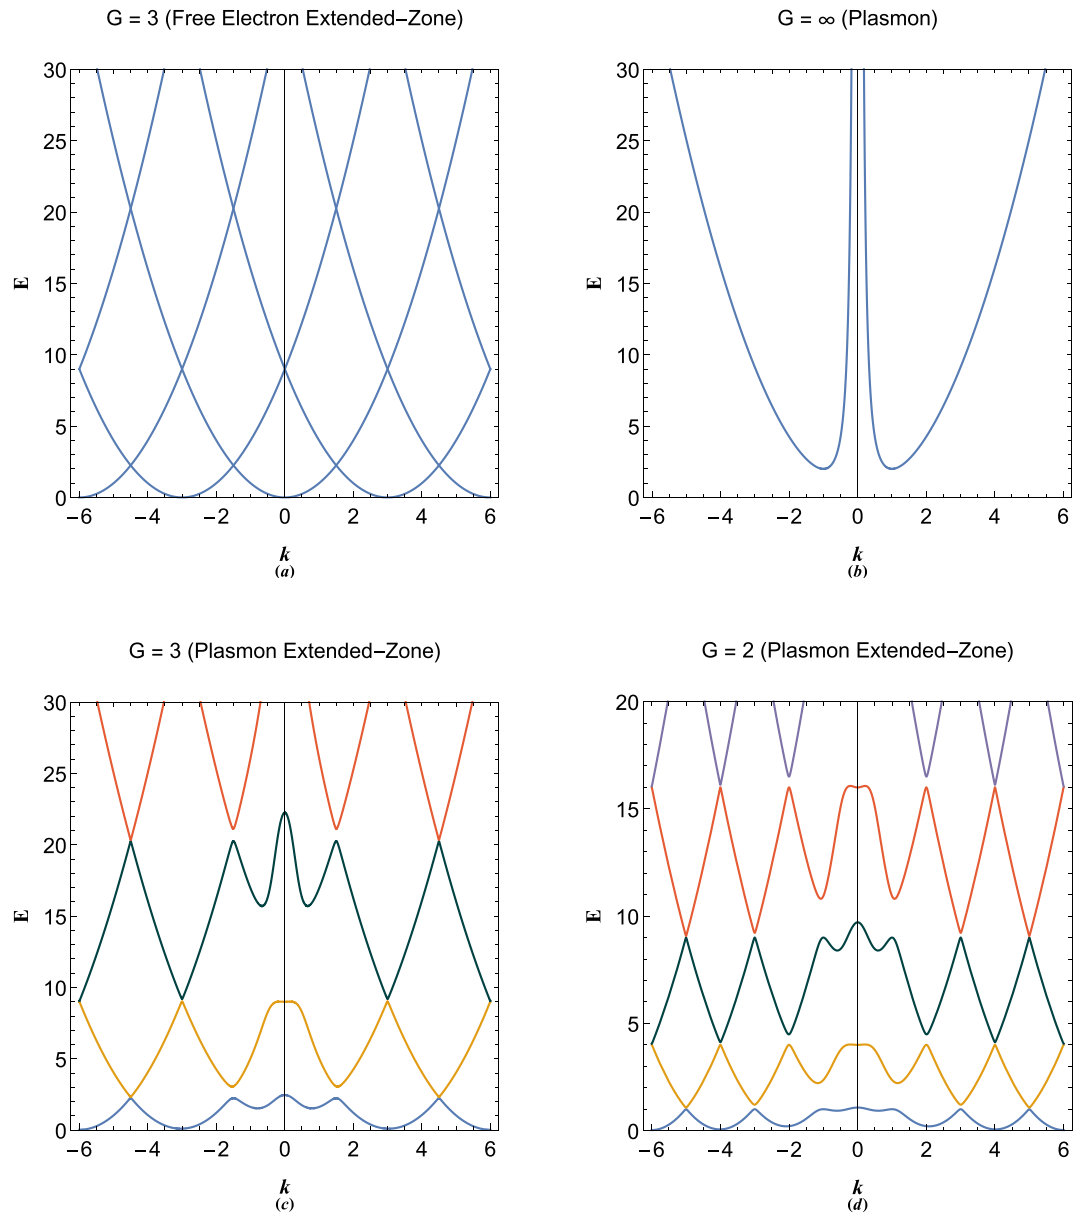 G = 3 (Free Electron Extended−Zone)
30
25
20
15
10
5
0
E
−6 −4 −2 0 2 4 6
k
(a)
G = ∞ (Plasmon)
30
25
20
15
10
5
0
E
−6 −4 −2 0 2 4 6
k
(b)
G = 3 (Plasmon Extended−Zone)
30
25
20
15
10
5
0
E
−6 −4 −2 0 2 4 6
k
(c)
G = 2 (Plasmon Extended−Zone)
20
15
10
5
0
E
−6 −4 −2 0 2 4 6
k
(d)